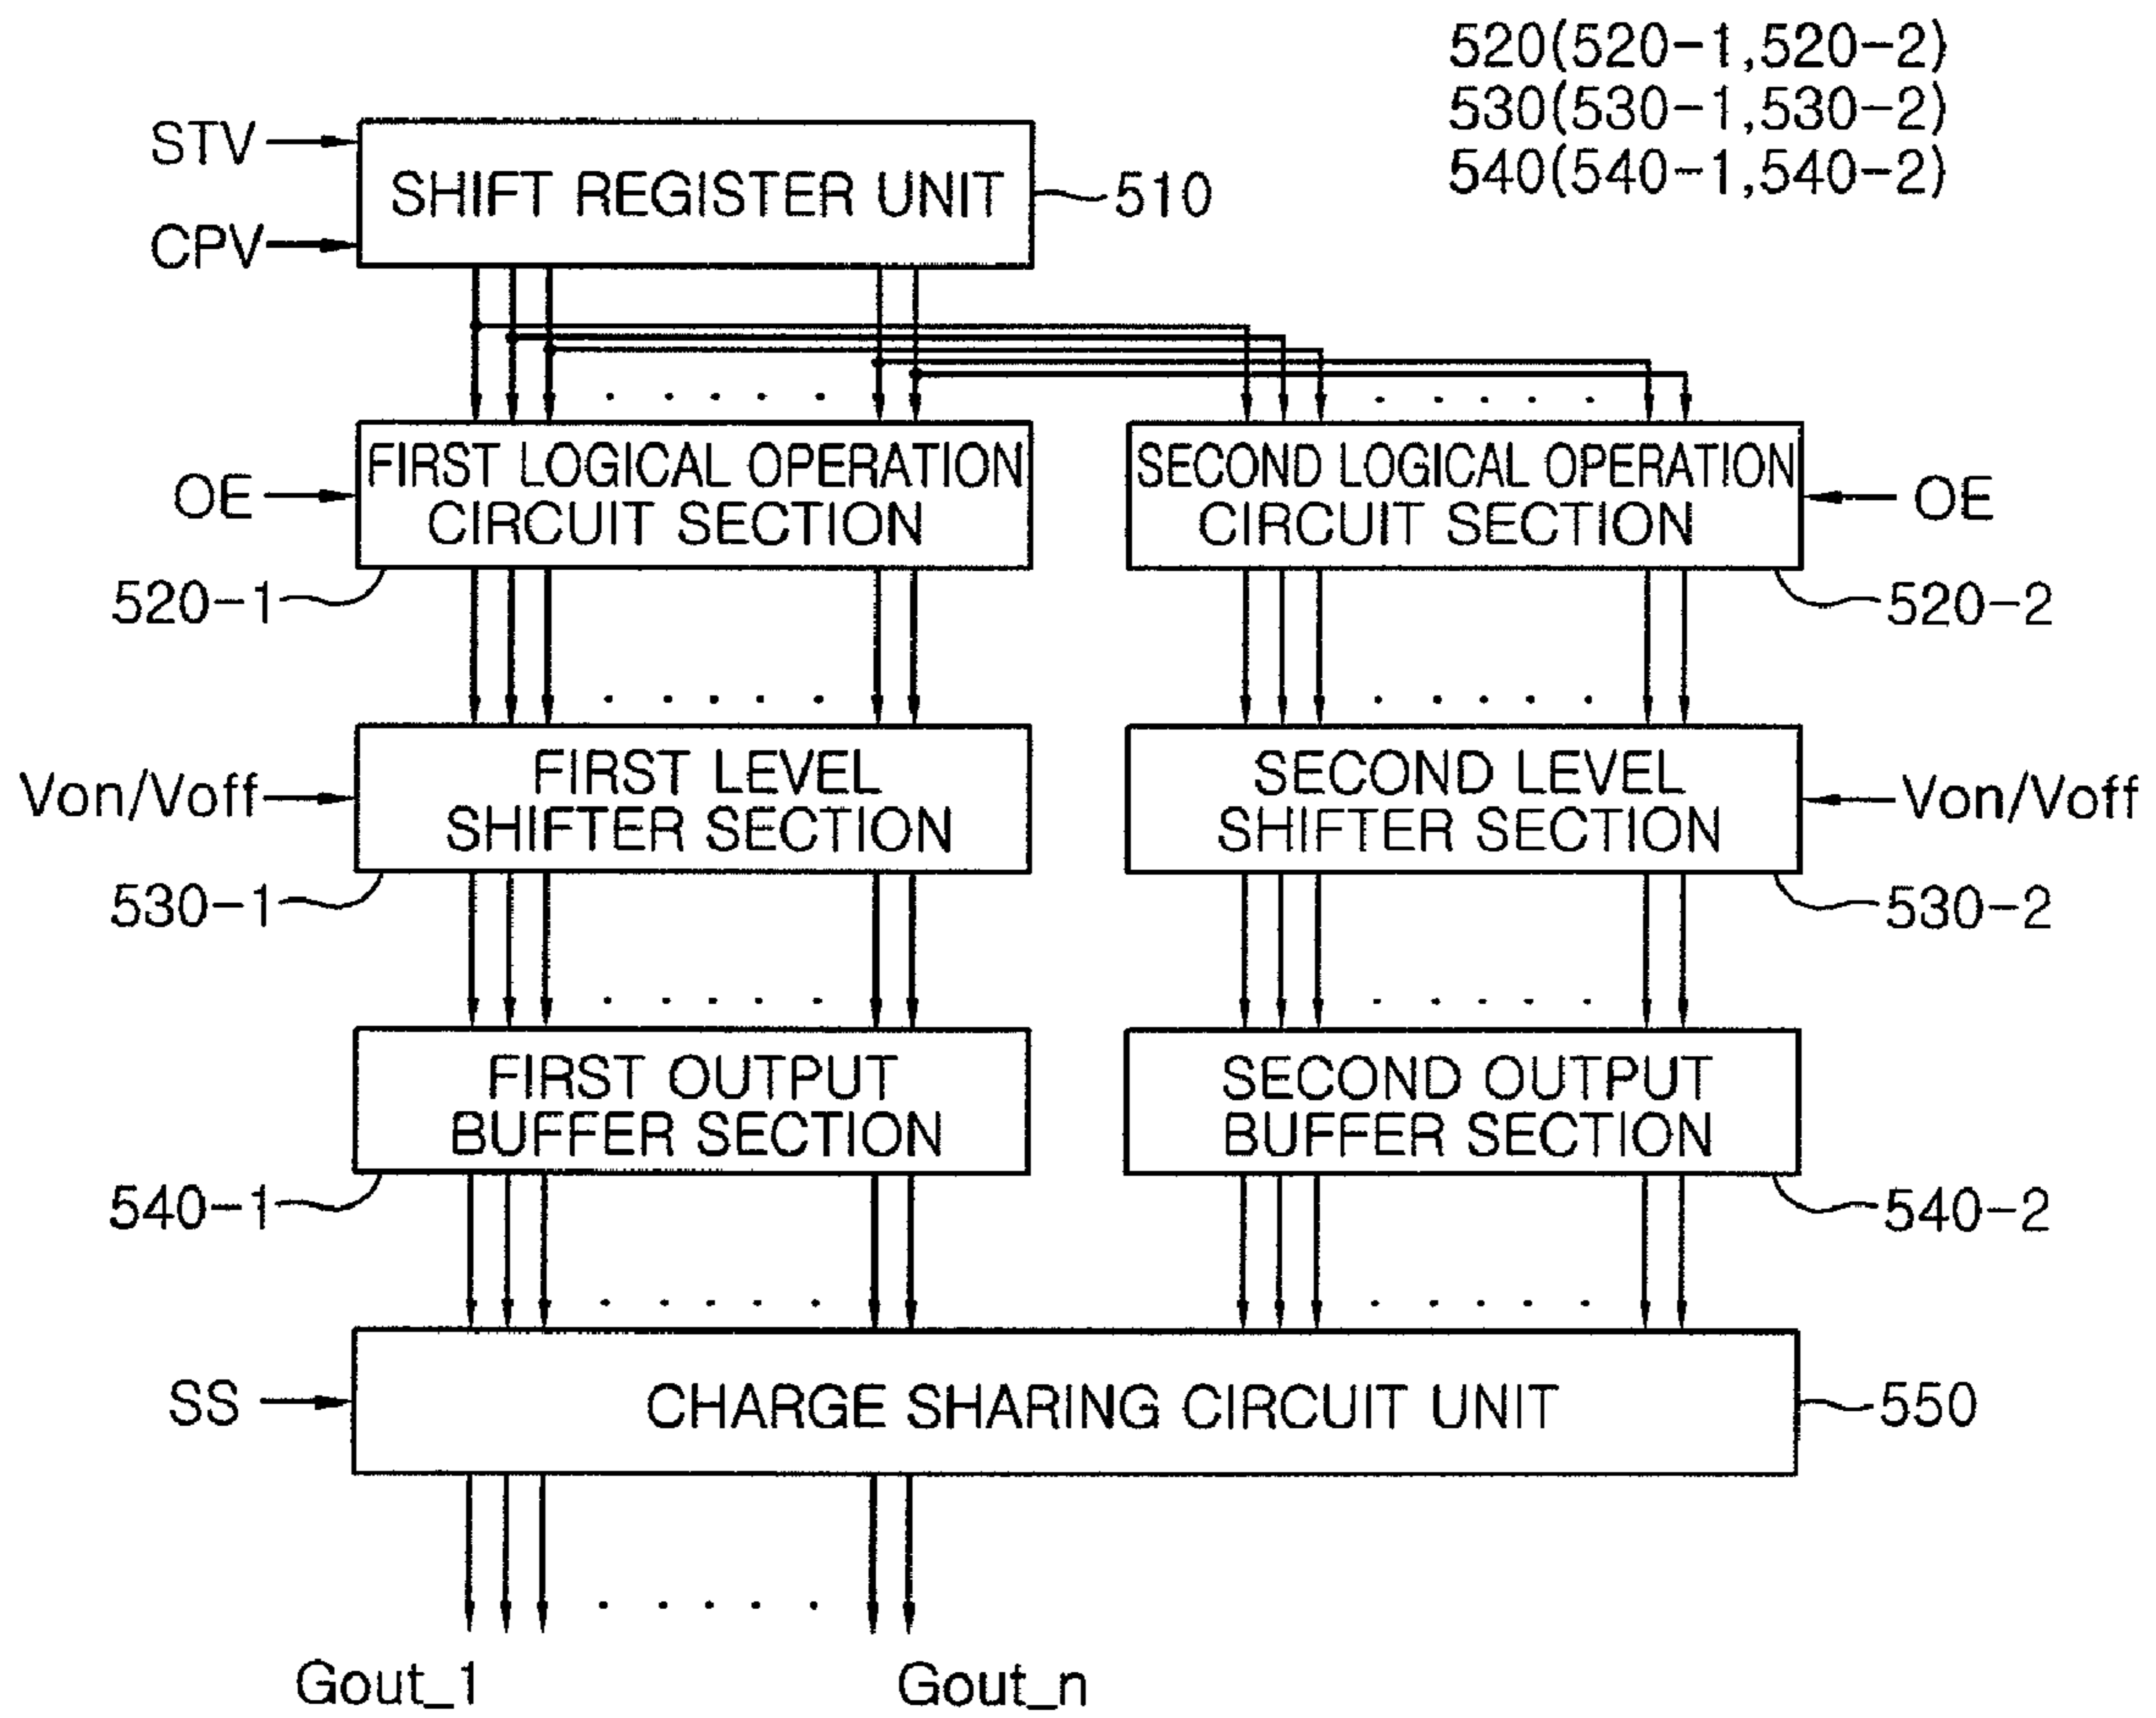 520(520-1,520-2)
530(530-1,530-2)
540(540-1,540-2)
STV
SHIFT REGISTER UNIT
510
CPV
FIRST LOGICAL OPERATION
CIRCUIT SECTION
SECOND LOGICAL OPERATION
CIRCUIT SECTION
OE
OE
520-1
520-2
FIRST LEVEL
SHIFTER SECTION
SECOND LEVEL
SHIFTER SECTION
Von/Voff
Von/Voff
530-1
530-2
FIRST OUTPUT
BUFFER SECTION
SECOND OUTPUT
BUFFER SECTION
540-1
540-2
SS
CHARGE SHARING CIRCUIT UNIT
550
Gout_1
Gout_n